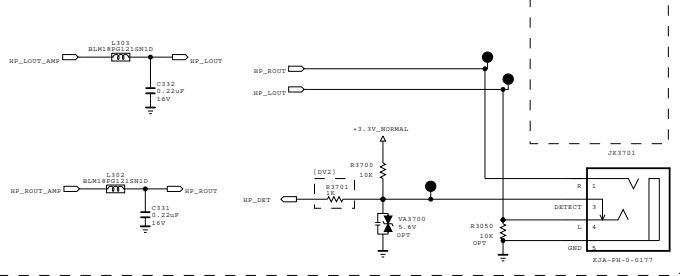 L303
BLM18PG121SN1D
HP_LOUT_AMP
HP_LOUT
C332
0.22uF
16V
HP_ROUT
HP_LOUT
+3.3V_NORMAL
JK3701
R3700
10K
[DV2]
R3701
1K
HP_DET
VA3700
5.6V
OPT
R3050
10K
OPT
R
1
DETECT
3
L
4
GND
5
KJA-PH-0-0177
L302
BLM18PG121SN1D
HP_ROUT_AMP
HP_ROUT
C331
0.22uF
16V